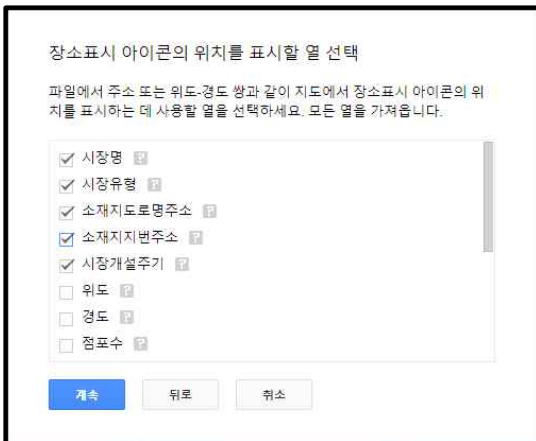 장소표시 아이콘의 위치를 표시할 열 선택
파일에서 주소 또는 위도-경도 쌍과 같이 지도에서 장소표시 아이콘의 위
치를 표시하는 데 사용할 열을 선택하세요. 모든 열을 가져옵니다.
시장명 ?
시장유형 ?
소재지도로명주소 ?
소재지지번주소 ?
시장개설주기 ?
위도 ?
경도 ?
점포수 ?
계속 뒤로 취소